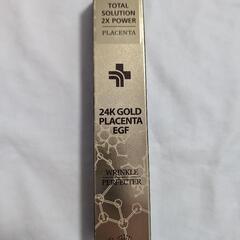 TOTAL
SOLUTION
2X POWER
PLACENTA
24K GOLD
PLACENTA
EGF
WRINKLE
PERFECTER